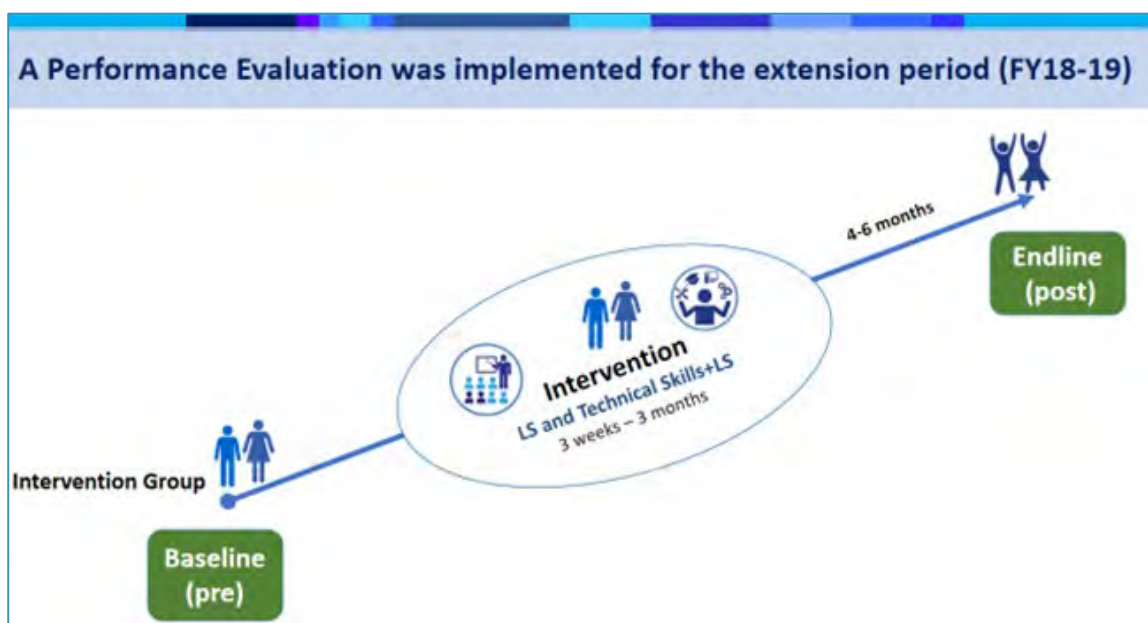 A Performance Evaluation was implemented for the extension period (FY18-19)
4-6 months
Endline
(post)
Intervention
LS and Technical Skills+LS
3 weeks – 3 months
Intervention Group
Baseline
(pre)